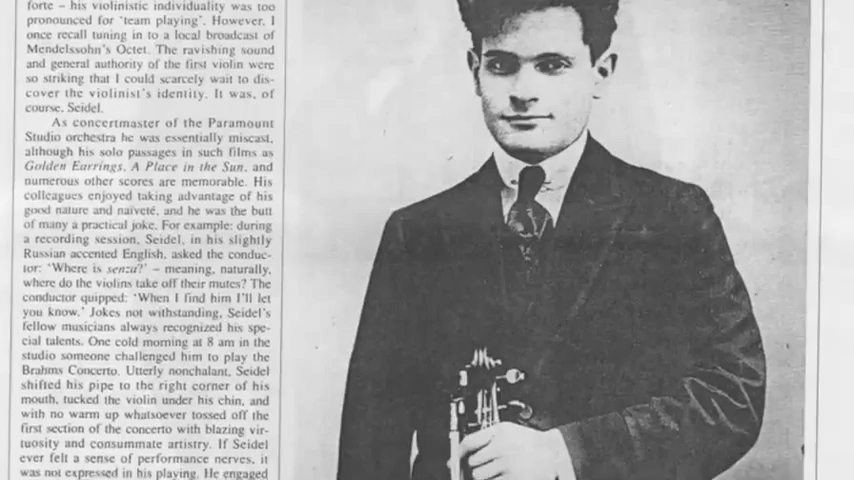 forte – his violinistic individuality was too
pronounced for 'team playing'. However, I
once recall tuning in to a local broadcast of
Mendelssohn's Octet. The ravishing sound
and general authority of the first violin were
so striking that I could scarcely wait to dis-
cover the violinist's identity. It was, of
course, Seidel.
As concertmaster of the Paramount
Studio orchestra he was essentially miscast,
although his solo passages in such films as
Golden Earrings, A Place in the Sun, and
numerous other scores are memorable. His
colleagues enjoyed taking advantage of his
good nature and naïveté, and he was the butt
of many a practical joke. For example: during
a recording session, Seidel, in his slightly
Russian accented English, asked the conduc-
tor: 'Where is senza?' – meaning, naturally,
where do the violins take off their mutes? The
conductor quipped: 'When I find him I'll let
you know.' Jokes not withstanding, Seidel's
fellow musicians always recognized his spe-
cial talents. One cold morning at 8 am in the
studio someone challenged him to play the
Brahms Concerto. Utterly nonchalant, Seidel
shifted his pipe to the right corner of his
mouth, tucked the violin under his chin, and
with no warm up whatsoever tossed off the
first section of the concerto with blazing vir-
tuosity and consummate artistry. If Seidel
ever felt a sense of performance nerves, it
was not expressed in his playing. He engaged